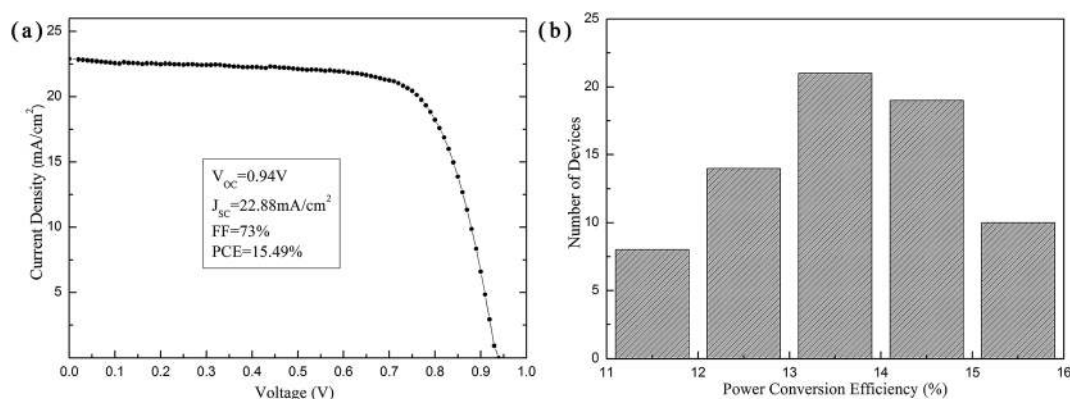 (a)
25
20
15
10
5
Current Density (mA/cm²)
V_OC=0.94V
J_SC=22.88mA/cm²
FF=73%
PCE=15.49%
0.0 0.1 0.2 0.3 0.4 0.5 0.6 0.7 0.8 0.9 1.0
Voltage (V)
(b)
25
20
15
10
5
0
Number of Devices
11 12 13 14 15 16
Power Conversion Efficiency (%)